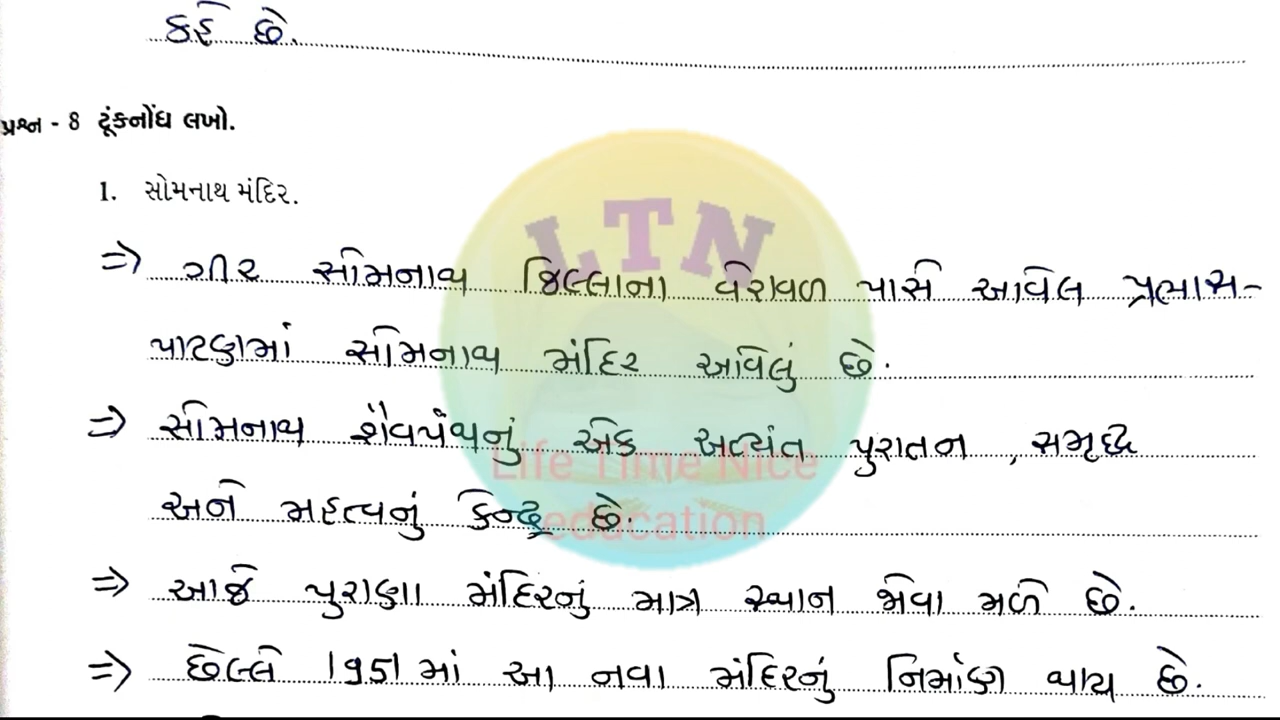 કહે છે.
પ્રશ્ન - 8 ટૂંકનોંધ લખો.
1. સોમનાથ મંદિર.
LTN
⇒ ગીર સોમનાથ જિલ્લાના વેરાવળ પાસે આવેલ પ્રભાસ-
પાટણમાં સોમનાથ મંદિર આવેલું છે.
⇒ સોમનાથ શૈવપંથનું એક અત્યંત પુરાતન , સમૃદ્ધ
Life Time Nice
અને મહત્વનું કેન્દ્ર છે.
education
⇒ આજે પુરાણા મંદિરનું માત્ર સ્થાન જોવા મળે છે.
⇒ છેલ્લે 1951 માં આ નવા મંદિરનું નિર્માણ થાય છે.